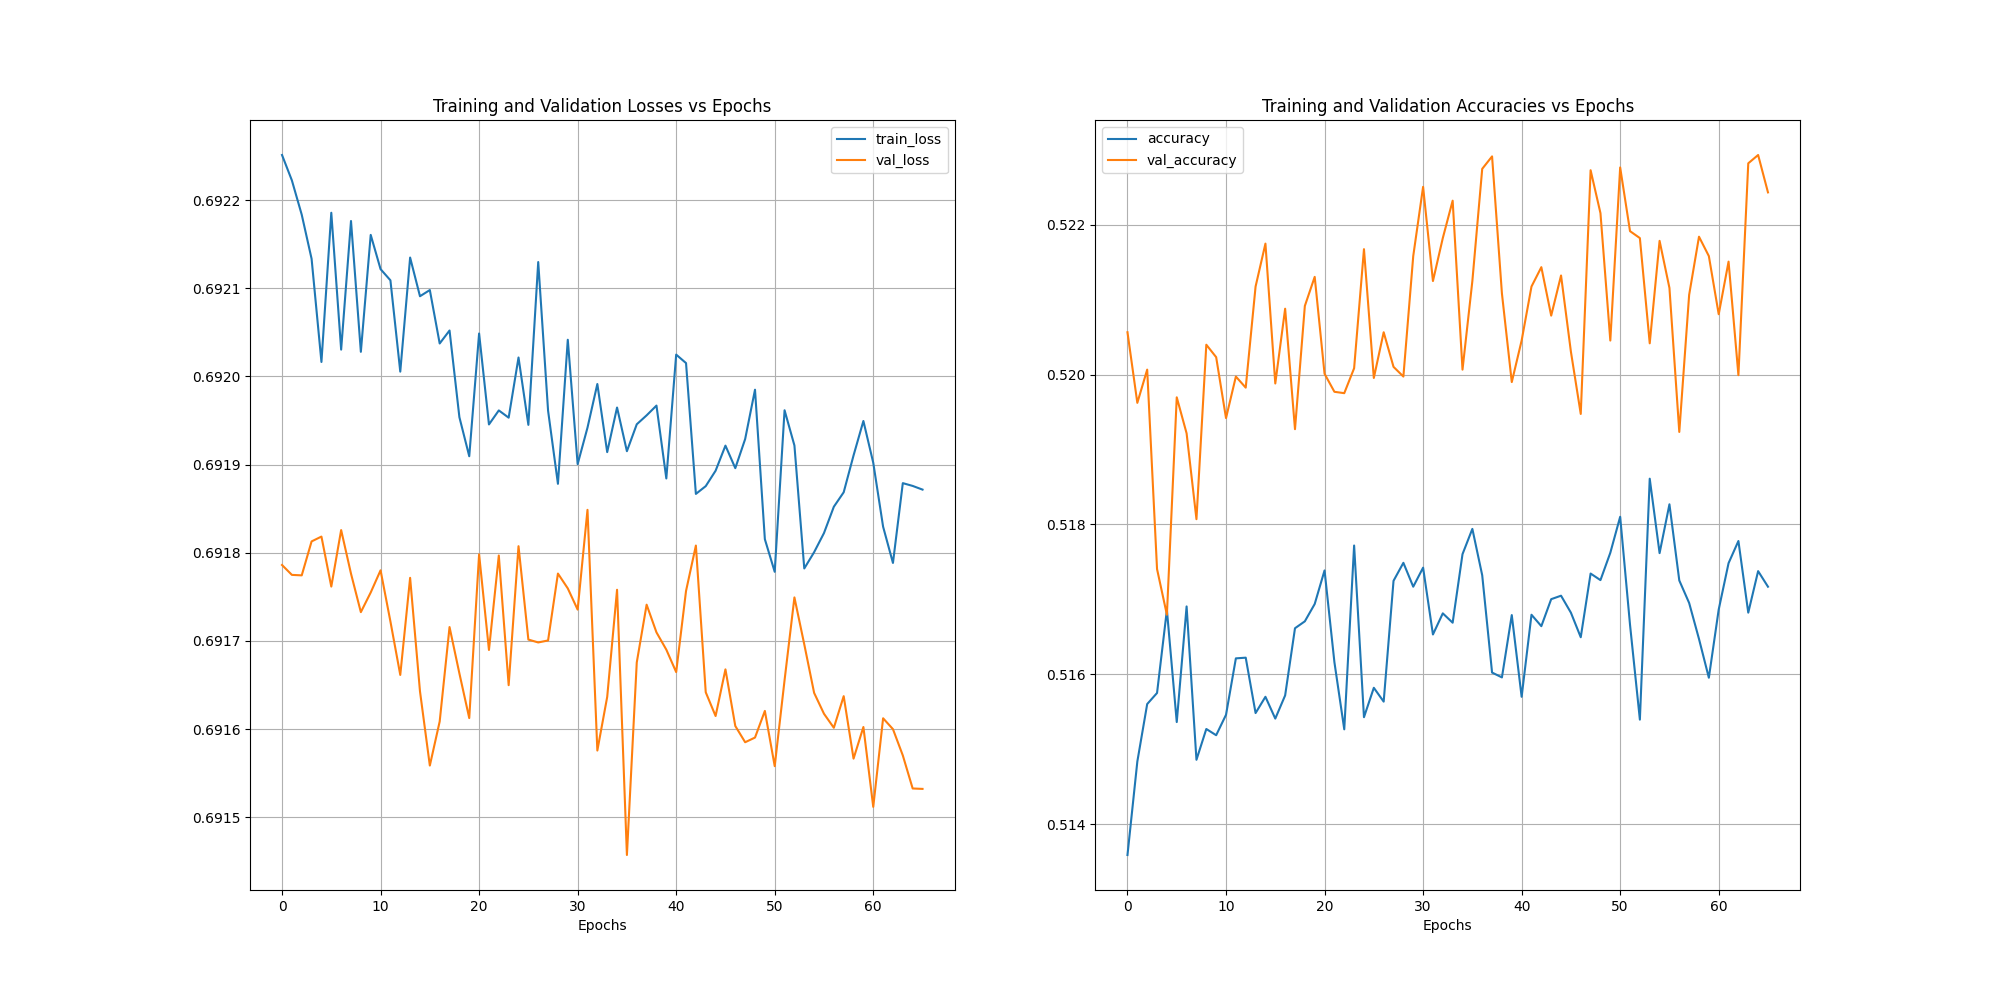 Training and Validation Losses vs Epochs
train_loss
val_loss
0.6922
0.6921
0.6920
0.6919
0.6918
0.6917
0.6916
0.6915
0 10 20 30 40 50 60
Epochs
Training and Validation Accuracies vs Epochs
accuracy
val_accuracy
0.522
0.520
0.518
0.516
0.514
0 10 20 30 40 50 60
Epochs